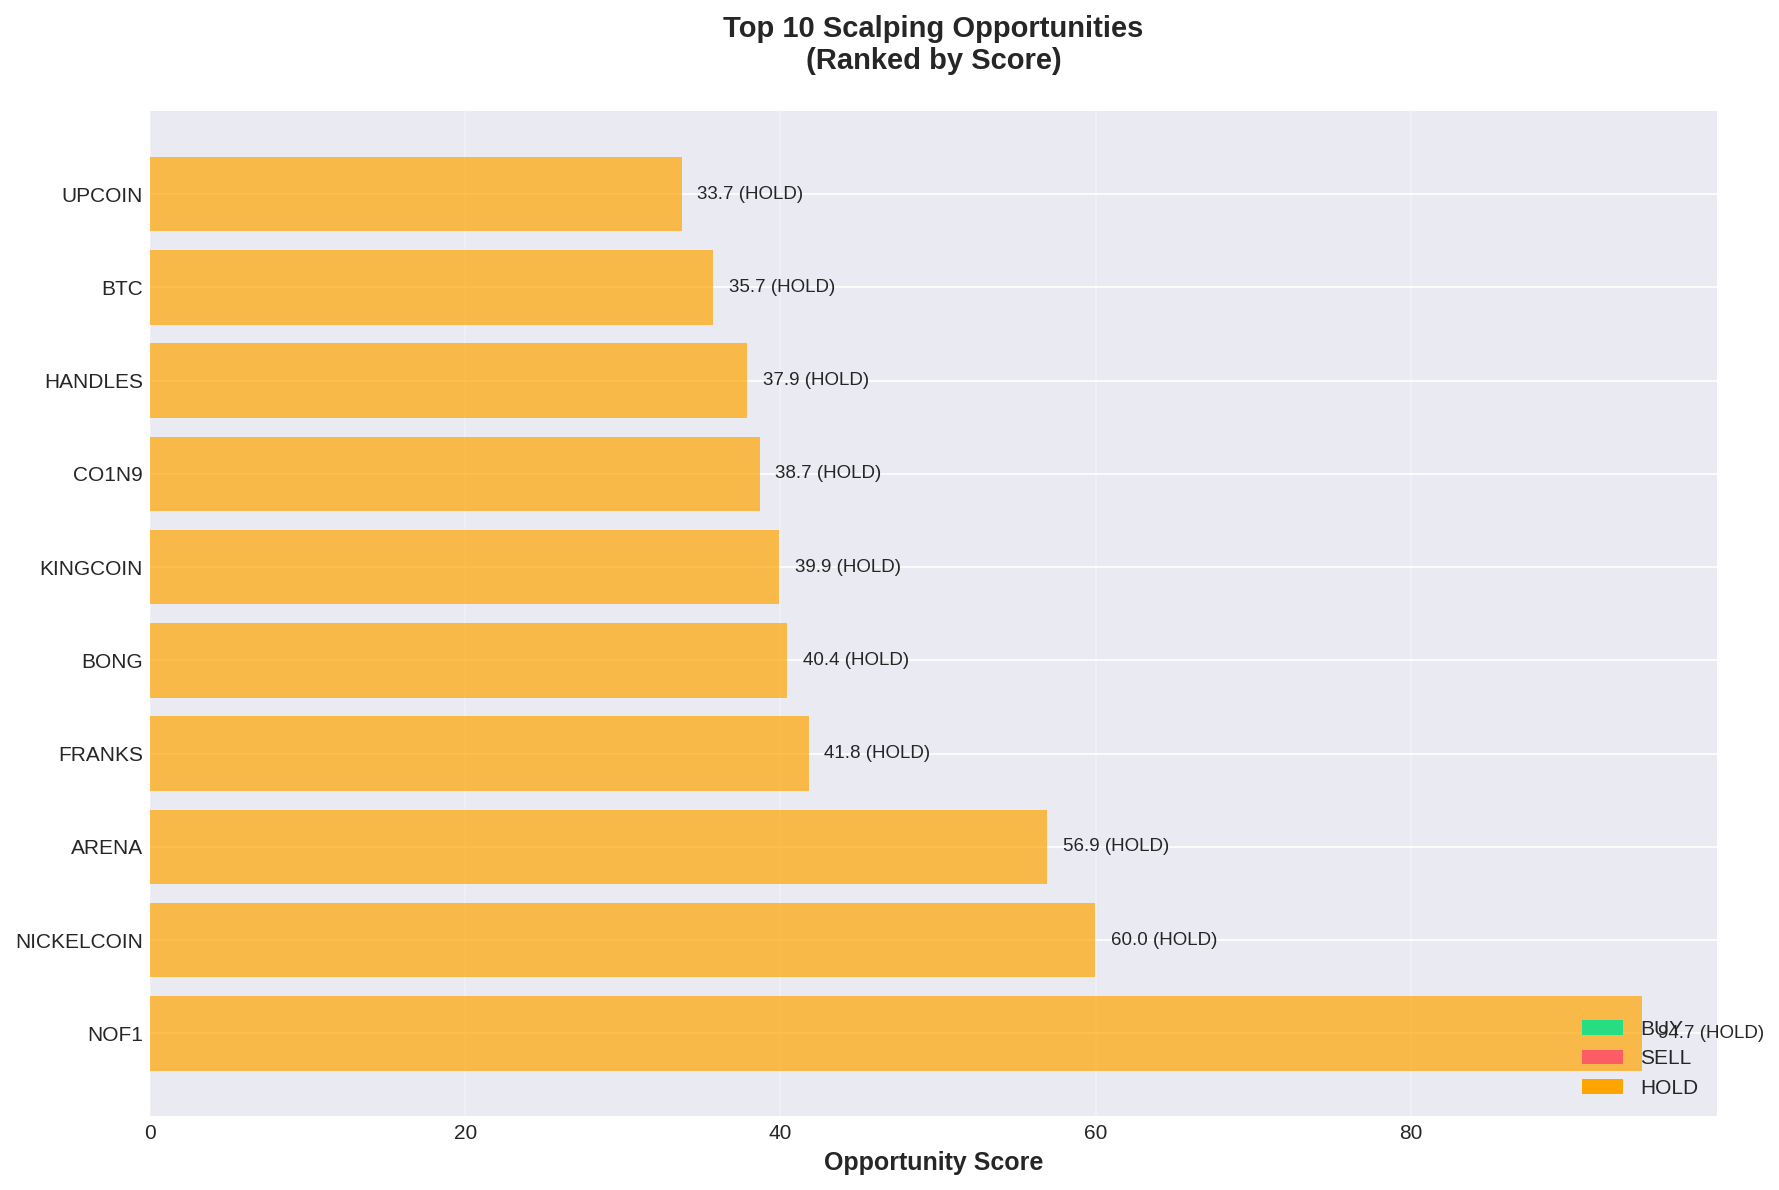 Top 10 Scalping Opportunities
(Ranked by Score)
UPCOIN 33.7 (HOLD)
BTC 35.7 (HOLD)
HANDLES 37.9 (HOLD)
CO1N9 38.7 (HOLD)
KINGCOIN 39.9 (HOLD)
BONG 40.4 (HOLD)
FRANKS 41.8 (HOLD)
ARENA 56.9 (HOLD)
NICKELCOIN 60.0 (HOLD)
NOF1 94.7 (HOLD)
BUY
SELL
HOLD
0 20 40 60 80
Opportunity Score